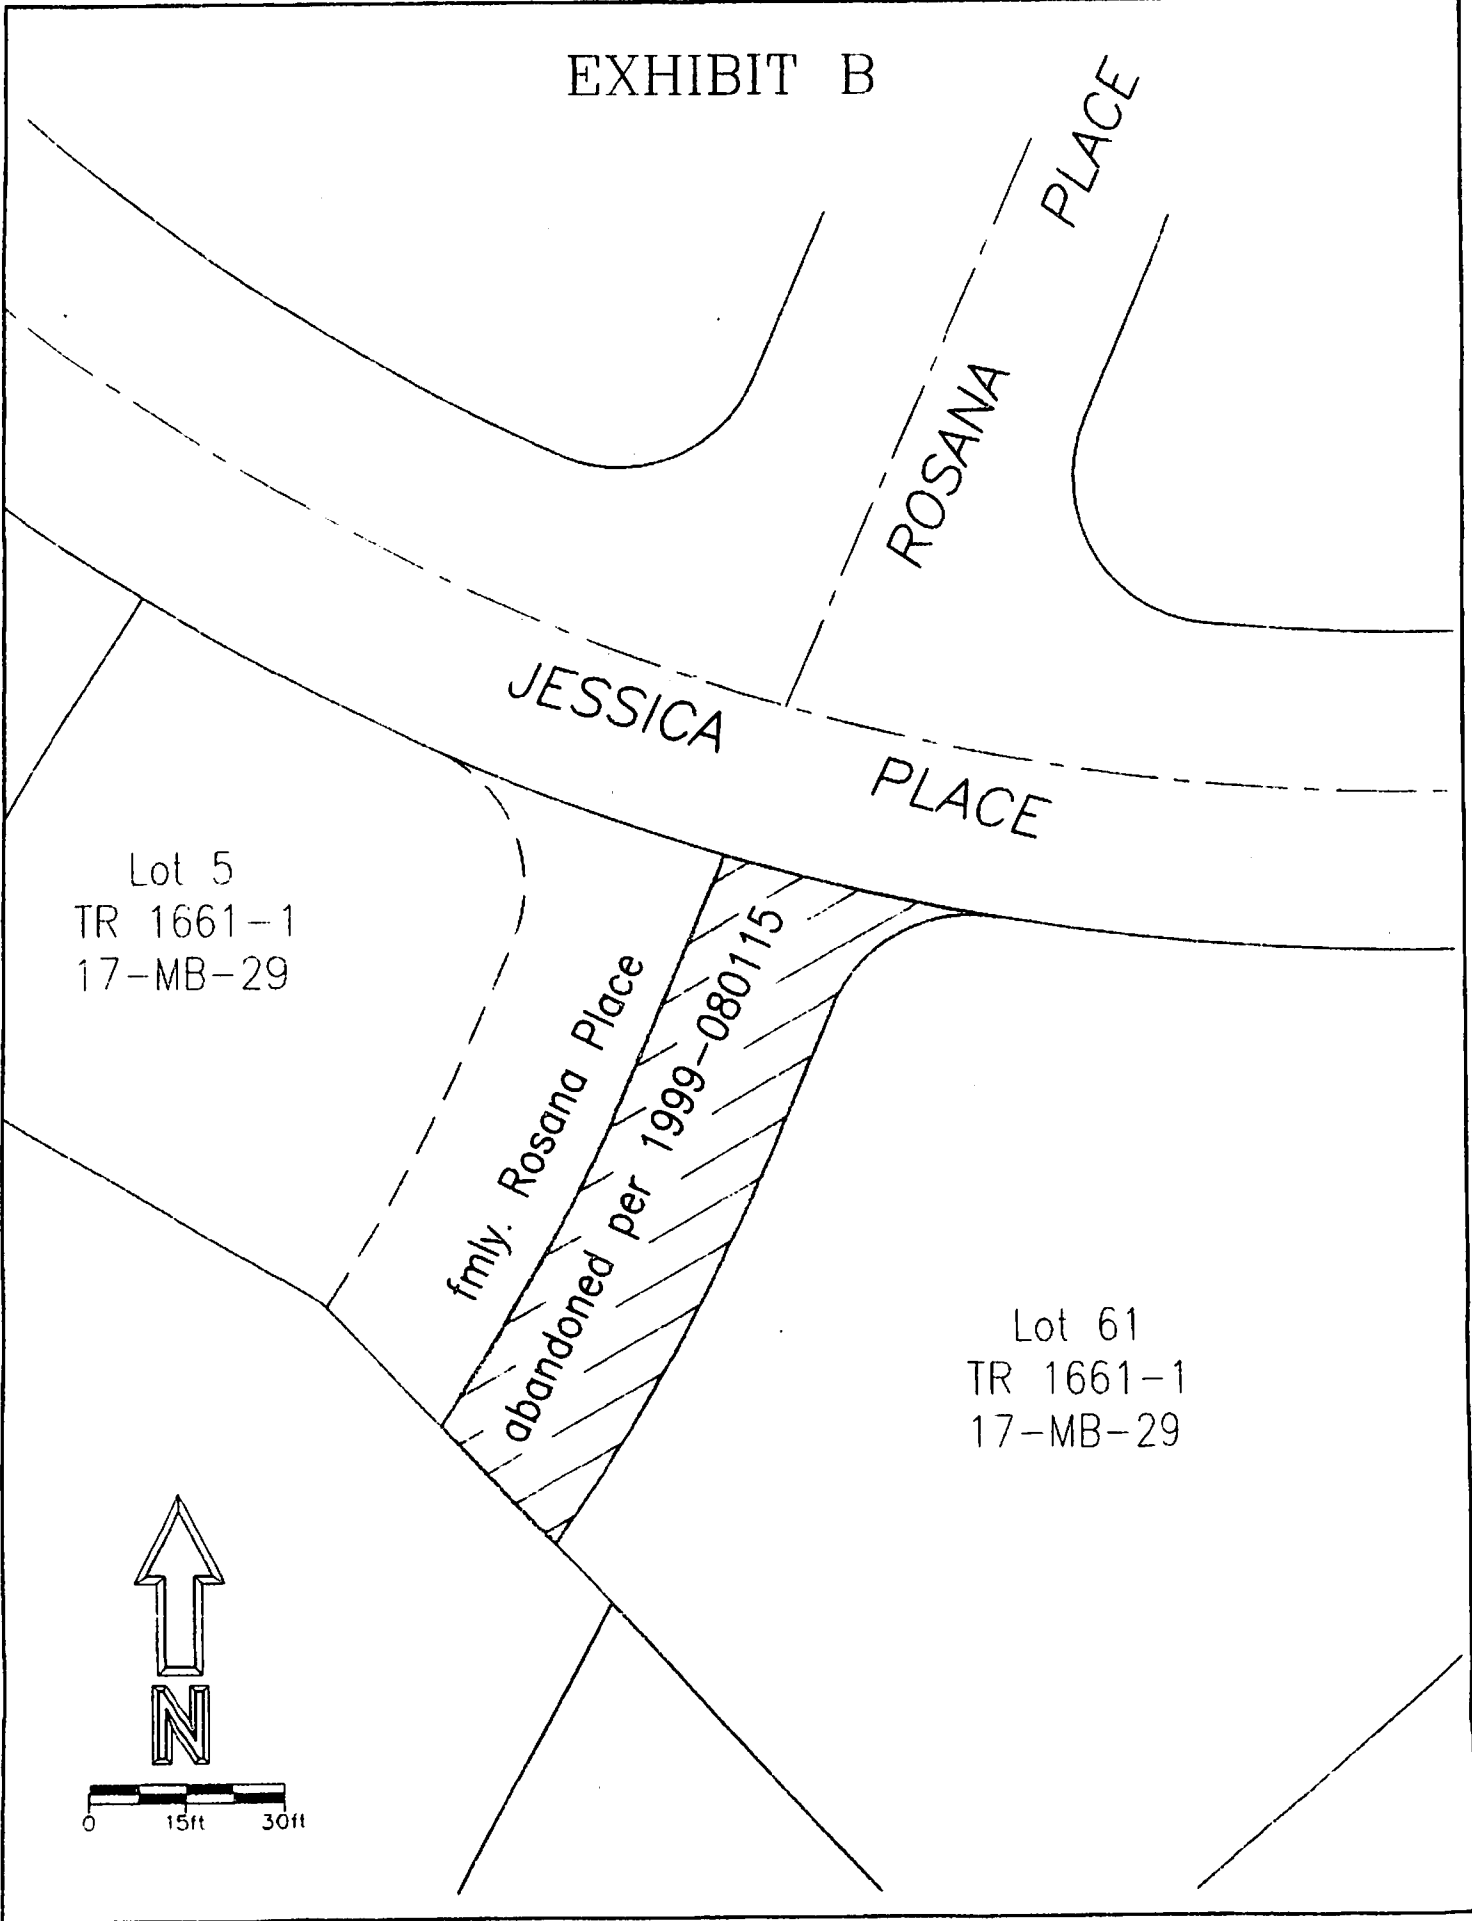 EXHIBIT B
ROSANA PLACE
JESSICA PLACE
Lot 5
TR 1661-1
17-MB-29
fmly. Rosana Place
abandoned per 1999-080115
Lot 61
TR 1661-1
17-MB-29
N
0 15ft 30ft